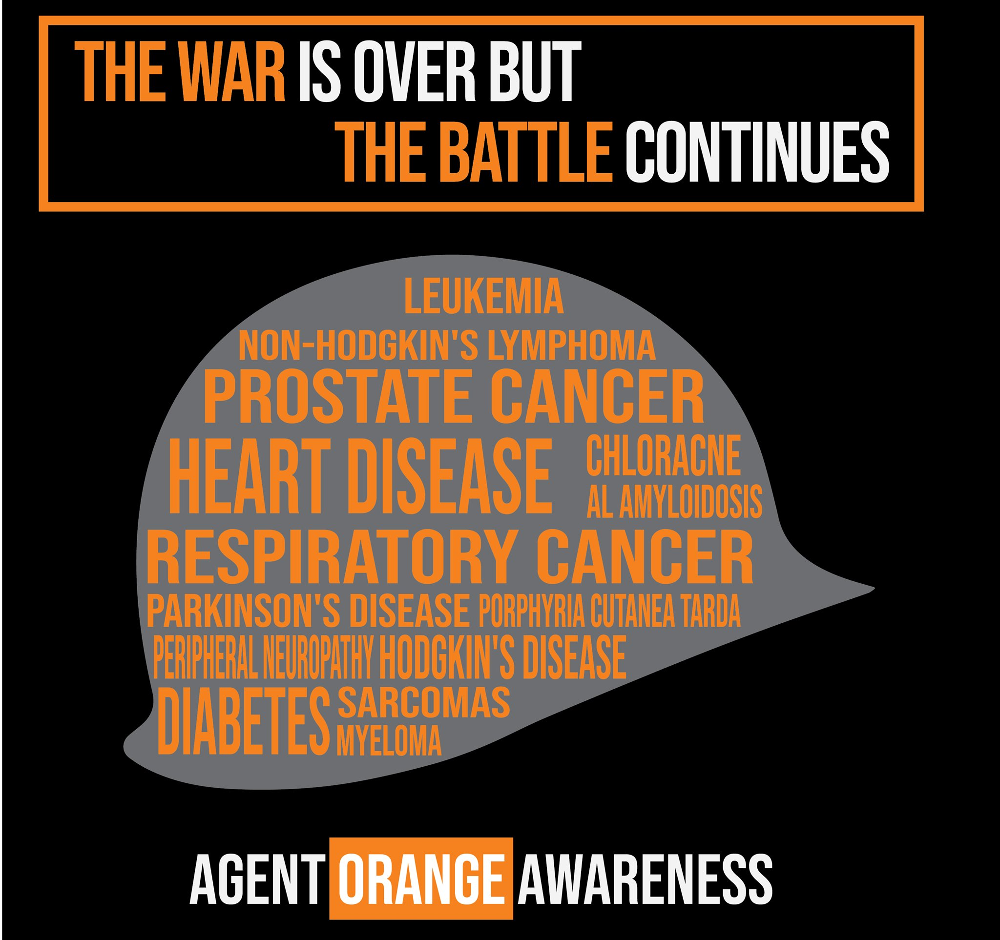 THE WAR IS OVER BUT
THE BATTLE CONTINUES
LEUKEMIA
NON-HODGKIN'S LYMPHOMA
PROSTATE CANCER
HEART DISEASE
CHLORACNE
AL AMYLOIDOSIS
RESPIRATORY CANCER
PARKINSON'S DISEASE PORPHYRIA CUTANEA TARDA
PERIPHERAL NEUROPATHY HODGKIN'S DISEASE
DIABETES
SARCOMAS
MYELOMA
AGENT ORANGE AWARENESS